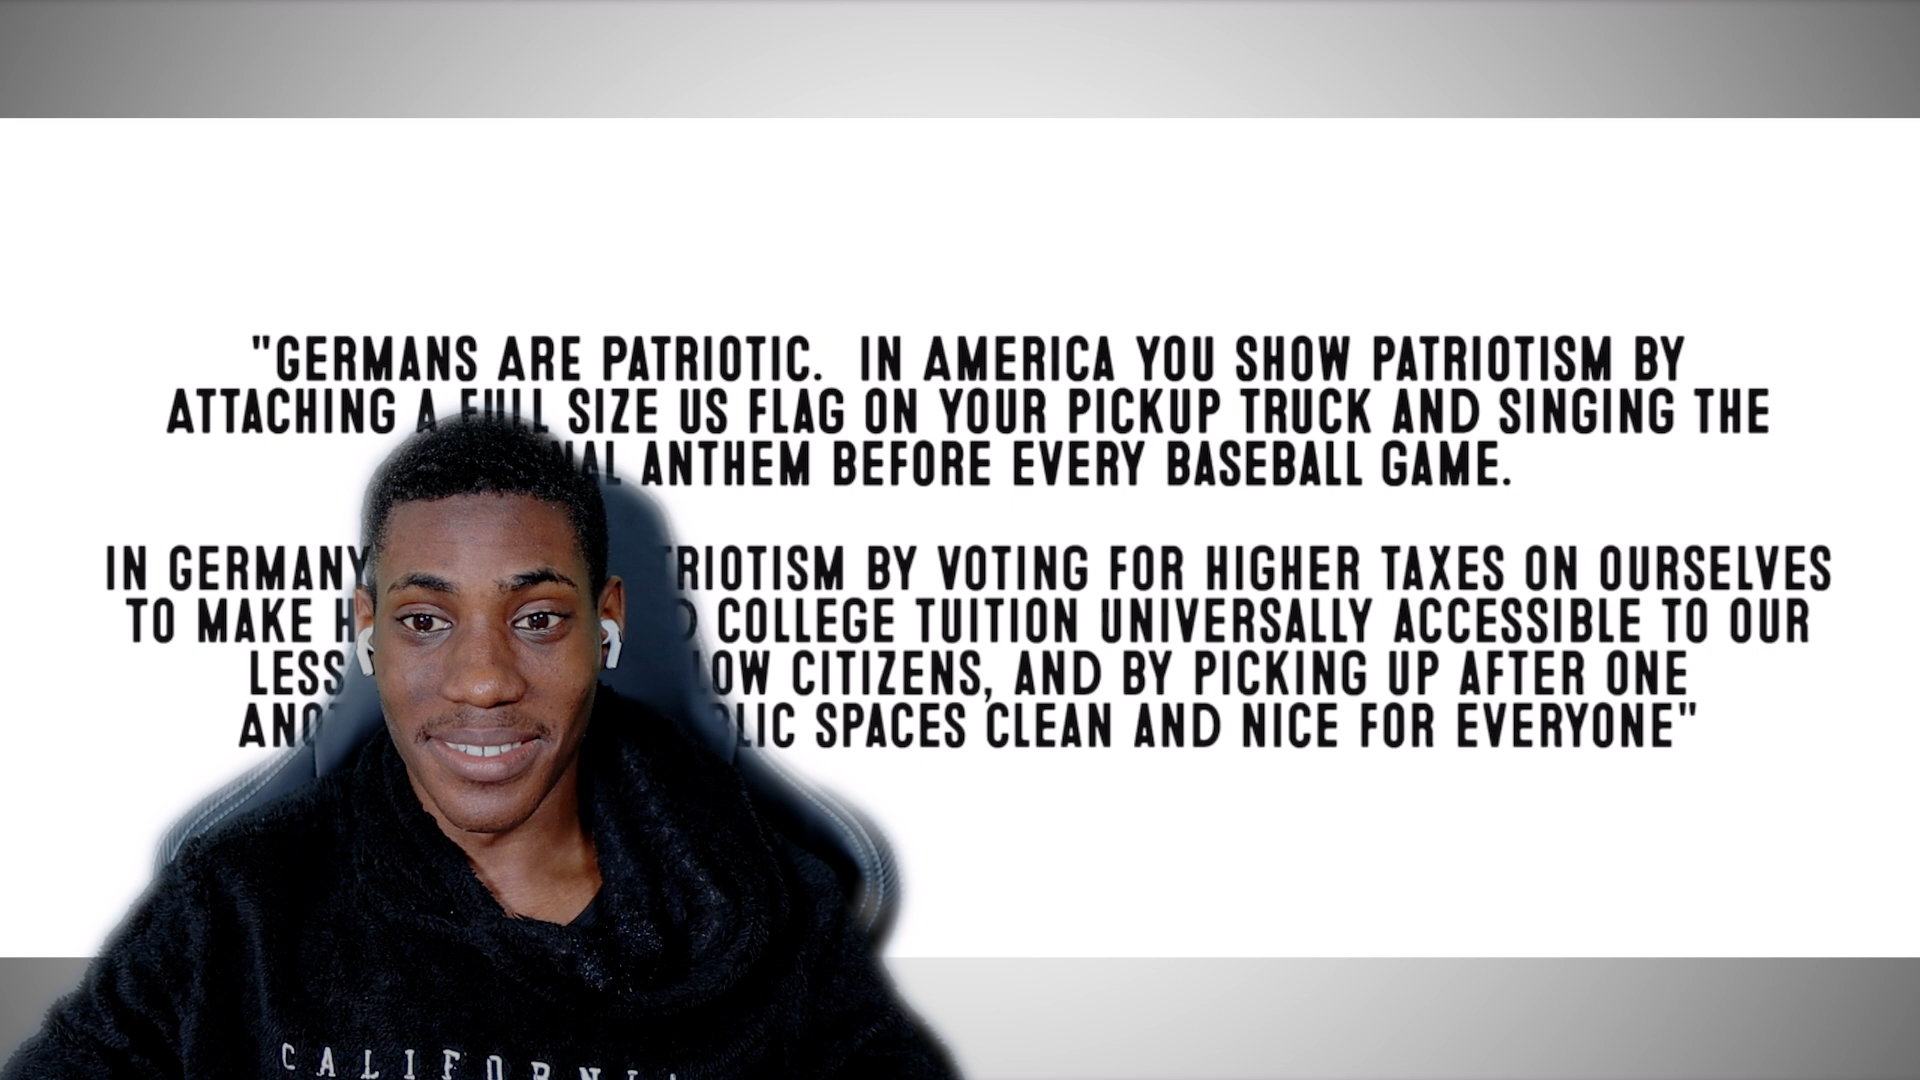 "GERMANS ARE PATRIOTIC. IN AMERICA YOU SHOW PATRIOTISM BY
ATTACHING A FULL SIZE US FLAG ON YOUR PICKUP TRUCK AND SINGING THE
ANTHEM BEFORE EVERY BASEBALL GAME.
IN GERMANY BY VOTING FOR HIGHER TAXES ON OURSELVES
TO MAKE COLLEGE TUITION UNIVERSALLY ACCESSIBLE TO OUR
LESS CITIZENS, AND BY PICKING UP AFTER ONE
SPACES CLEAN AND NICE FOR EVERYONE"
CALIFORNIA